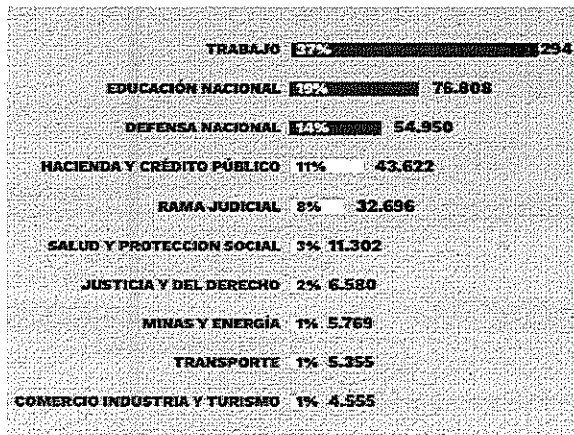 TRABAJO 37% 294
EDUCACIÓN NACIONAL 19% 76.808
DEFENSA NACIONAL 14% 54.950
HACIENDA Y CRÉDITO PÚBLICO 11% 43.622
RAMA JUDICIAL 8% 32.696
SALUD Y PROTECCION SOCIAL 3% 11.302
JUSTICIA Y DEL DERECHO 2% 6.580
MINAS Y ENERGÍA 1% 5.769
TRANSPORTE 1% 5.355
COMERCIO INDUSTRIA Y TURISMO 1% 4.555